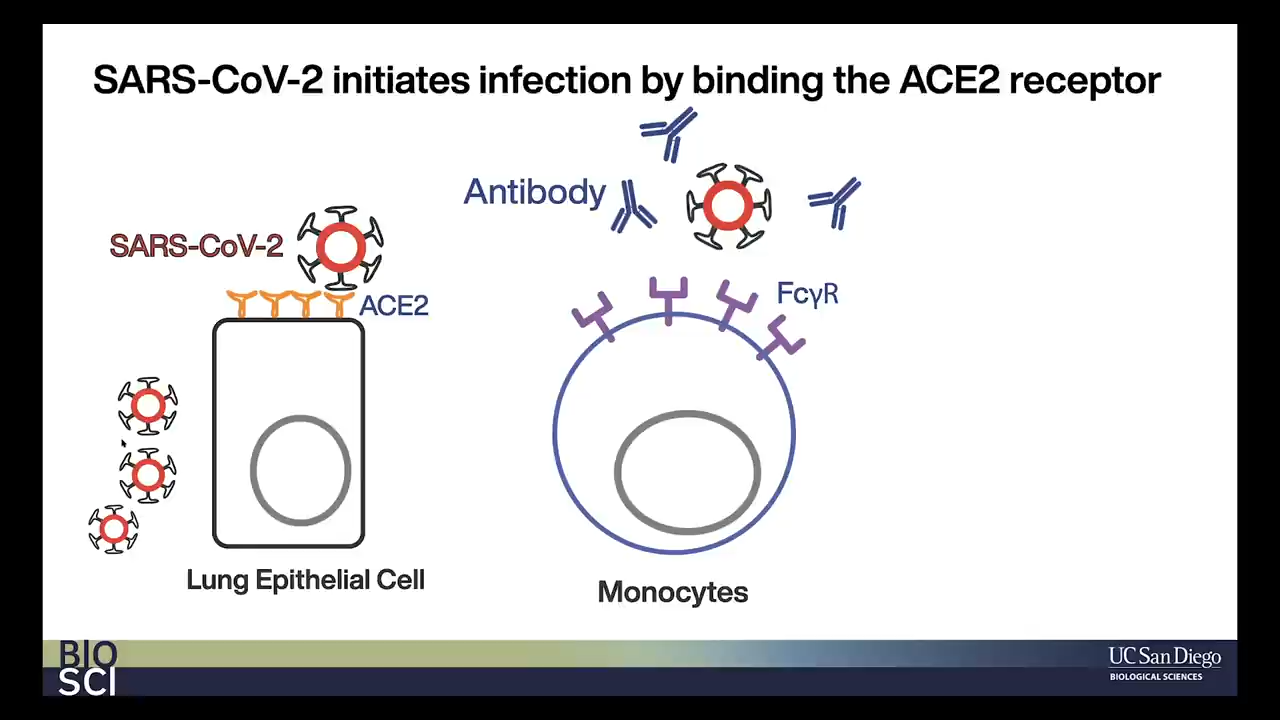 SARS-CoV-2 initiates infection by binding the ACE2 receptor
Antibody
SARS-CoV-2
ACE2
FcγR
Lung Epithelial Cell
Monocytes
BIO
SCI
UC San Diego
BIOLOGICAL SCIENCES